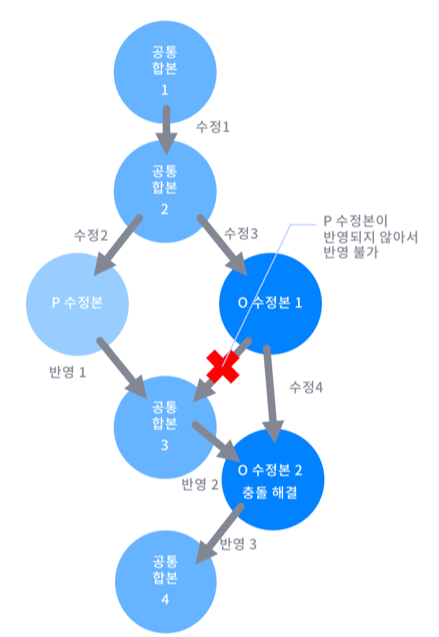 공통
합본
1
수정1
공통
합본
2
수정2
수정3
P 수정본이
반영되지 않아서
반영 불가
P 수정본
O 수정본 1
반영 1
수정4
공통
합본
3
반영 2
O 수정본 2
충돌 해결
반영 3
공통
합본
4